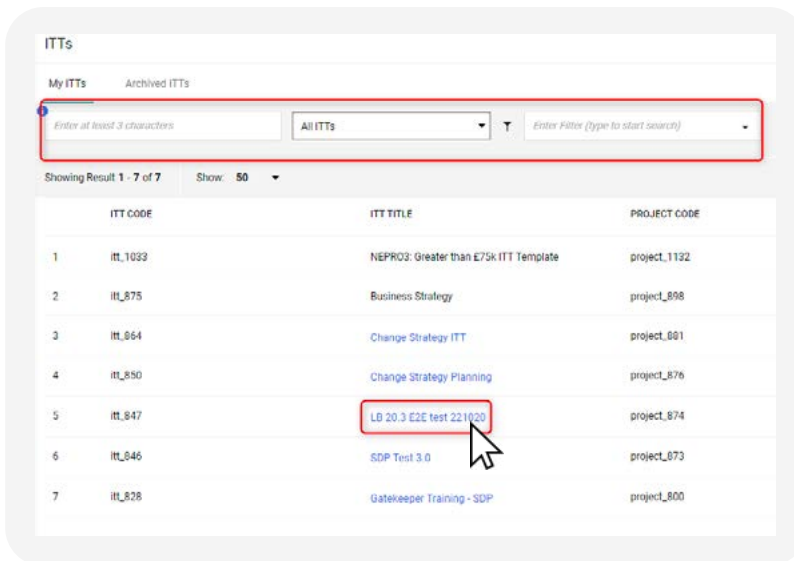 ITTs
My ITTs Archived ITTs
Enter at least 3 characters All ITTs Enter Filter (type to start search)
Showing Result 1 - 7 of 7 Show: 50
ITT CODE ITT TITLE PROJECT CODE
1 itt_1033 NEPRO3: Greater than £75k ITT Template project_1132
2 itt_875 Business Strategy project_898
3 itt_864 Change Strategy ITT project_881
4 itt_850 Change Strategy Planning project_876
5 itt_847 LB 20.3 E2E test 221020 project_874
6 itt_846 SDP Test 3.0 project_873
7 itt_828 Gatekeeper Training - SDP project_800